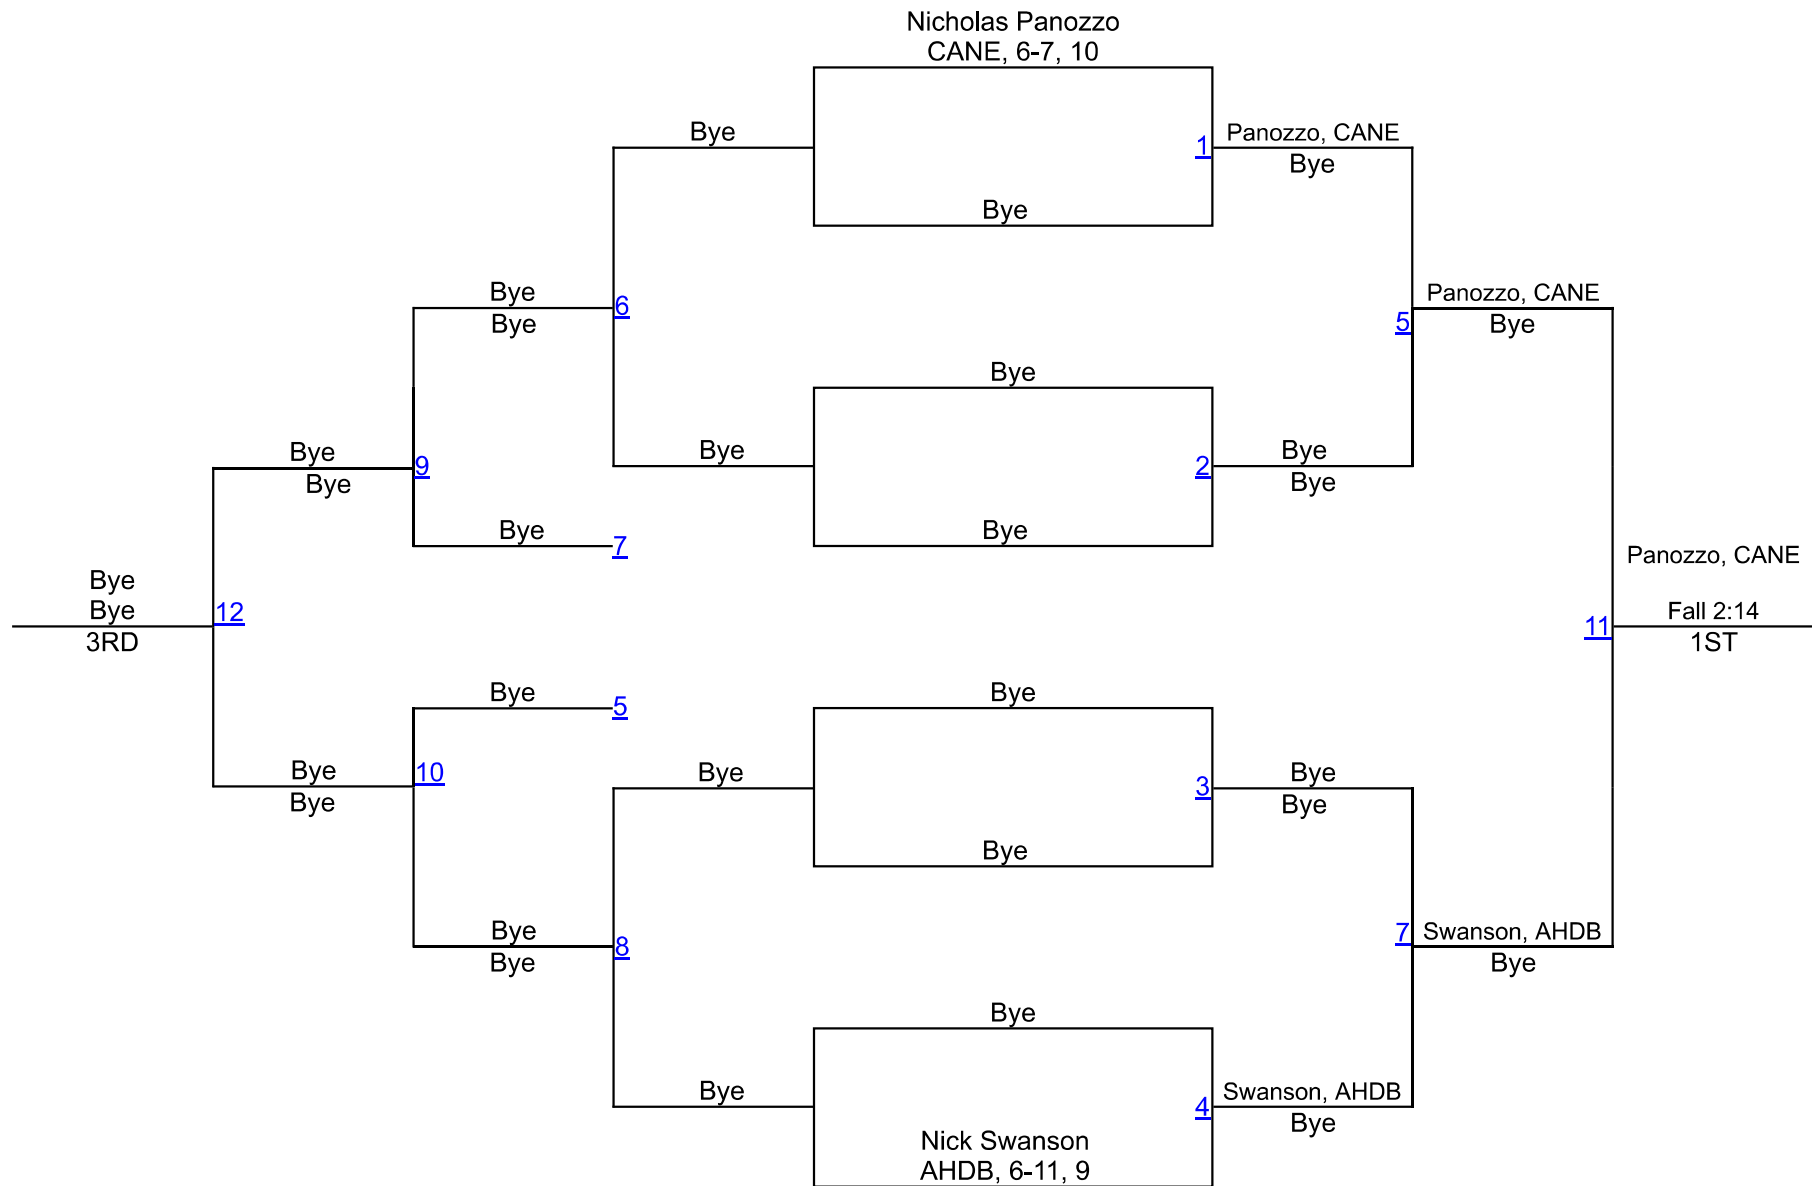 Nicholas Panozzo
CANE, 6-7, 10
Bye
1
Panozzo, CANE
Bye
Bye
Bye
Bye
6
Panozzo, CANE
5
Bye
Bye
Bye
9
Bye
Bye
2
Bye
Bye
Bye
Bye
7
Bye
Bye
Bye
12
3RD
Panozzo, CANE
11
Fall 2:14
1ST
Bye
5
Bye
Bye
10
Bye
Bye
3
Bye
Bye
Bye
Bye
8
Bye
7
Swanson, AHDB
Bye
Bye
Bye
4
Swanson, AHDB
Bye
Nick Swanson
AHDB, 6-11, 9